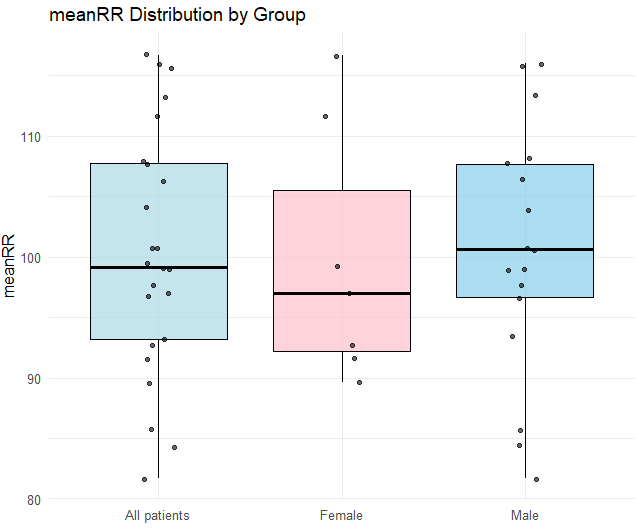 meanRR Distribution by Group
meanRR
110
100
90
80
All patients
Female
Male